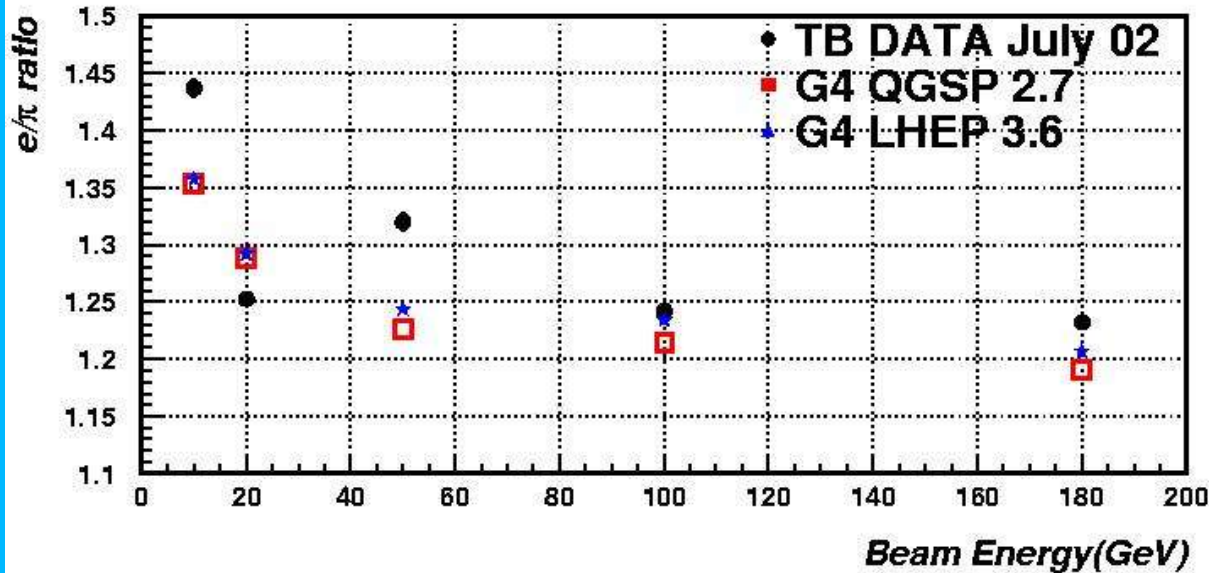 e/π ratio
1.5
1.45
1.4
1.35
1.3
1.25
1.2
1.15
1.1
TB DATA July 02
G4 QGSP 2.7
G4 LHEP 3.6
0 20 40 60 80 100 120 140 160 180 200
Beam Energy(GeV)